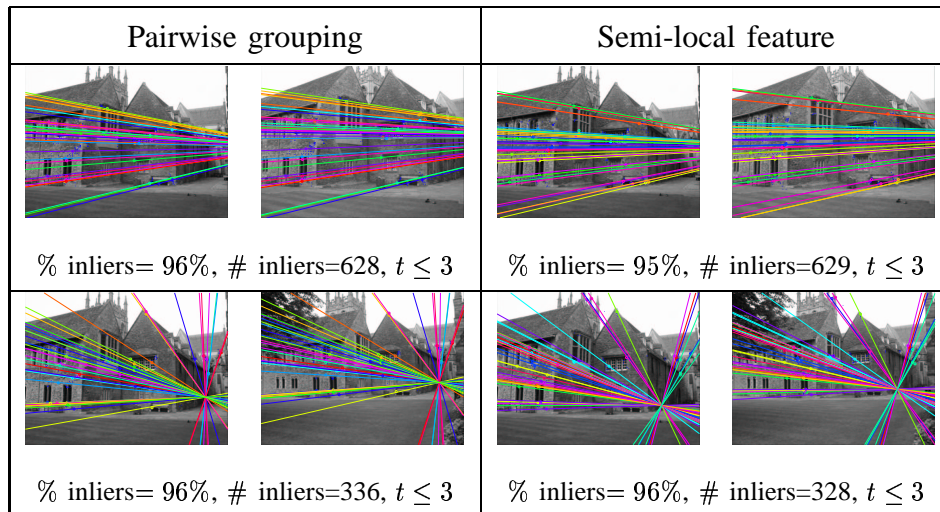 Pairwise grouping
Semi-local feature
% inliers= 96%, # inliers=628, t ≤ 3
% inliers= 95%, # inliers=629, t ≤ 3
% inliers= 96%, # inliers=336, t ≤ 3
% inliers= 96%, # inliers=328, t ≤ 3